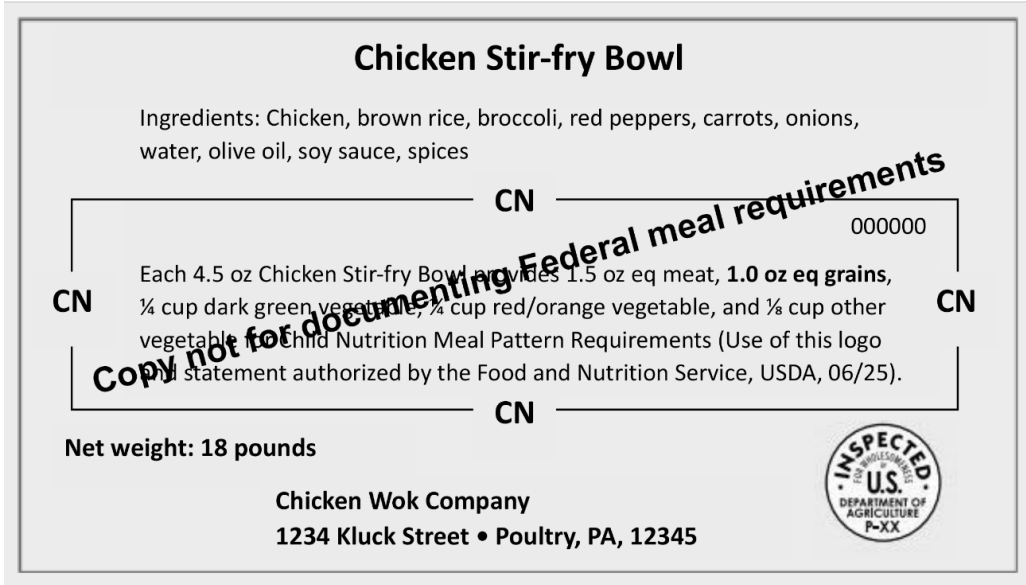 Chicken Stir-fry Bowl
Ingredients: Chicken, brown rice, broccoli, red peppers, carrots, onions,
water, olive oil, soy sauce, spices
CN
000000
Each 4.5 oz Chicken Stir-fry Bowl provides 1.5 oz eq meat, 1.0 oz eq grains,
¼ cup dark green vegetable, ¼ cup red/orange vegetable, and ⅛ cup other
vegetable for Child Nutrition Meal Pattern Requirements (Use of this logo
and statement authorized by the Food and Nutrition Service, USDA, 06/25).
CN
CN
CN
Copy not for documenting Federal meal requirements
Net weight: 18 pounds
Chicken Wok Company
1234 Kluck Street • Poultry, PA, 12345
INSPECTED
FOR WHOLESOMENESS
U.S.
DEPARTMENT OF
AGRICULTURE
P-XX